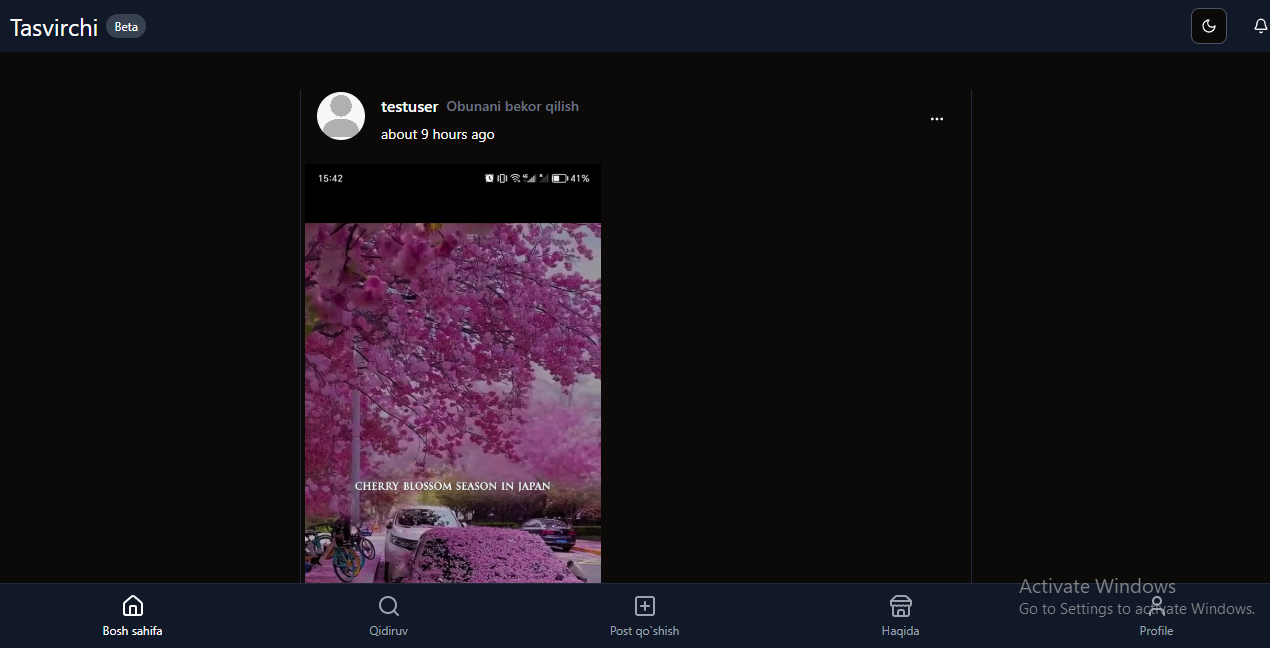 Tasvirchi Beta
testuser Obunani bekor qilish
about 9 hours ago
15:42
41%
CHERRY BLOSSOM SEASON IN JAPAN
Activate Windows
Go to Settings to activate Windows.
Bosh sahifa
Qidiruv
Post qo`shish
Haqida
Profile